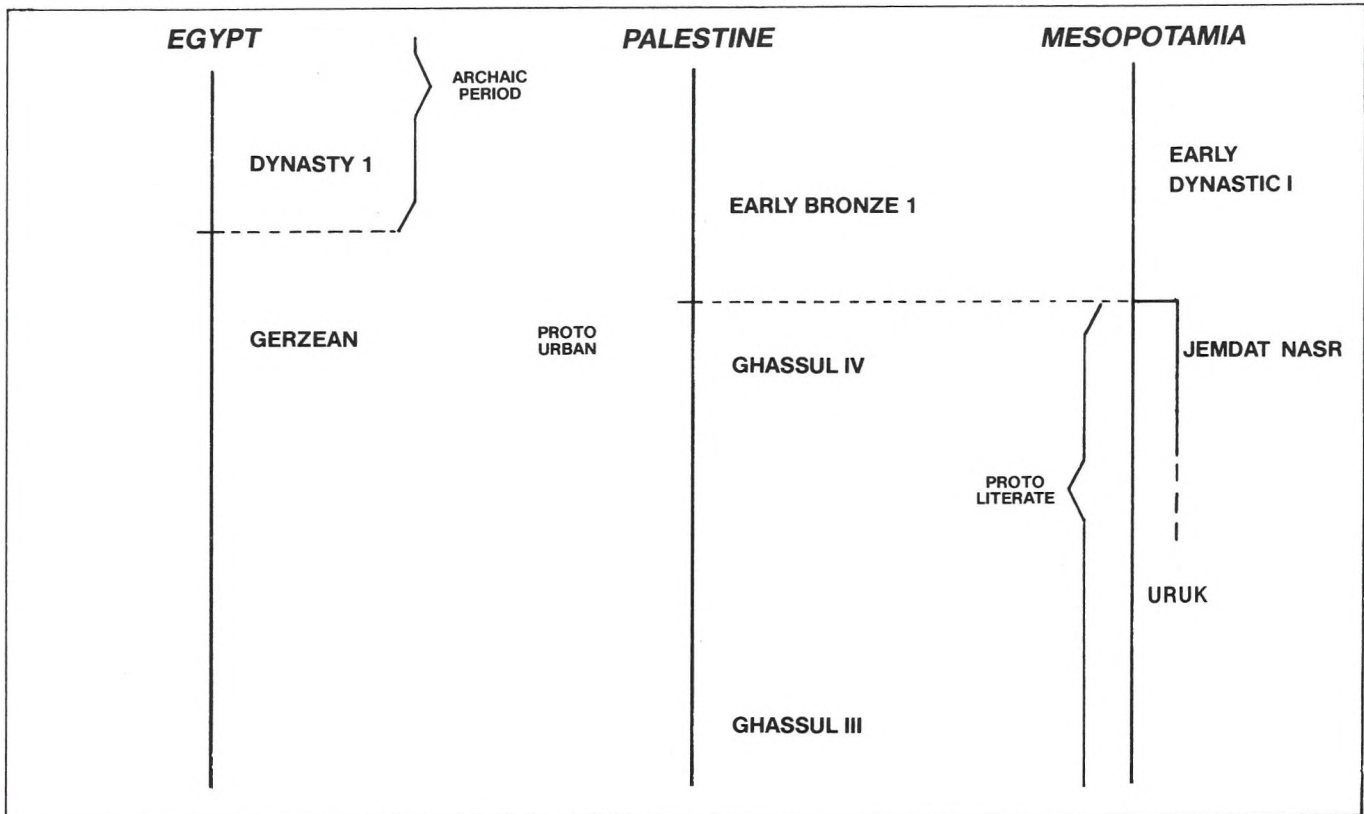 EGYPT
PALESTINE
MESOPOTAMIA
ARCHAIC
PERIOD
DYNASTY 1
EARLY
DYNASTIC I
EARLY BRONZE 1
GERZEAN
PROTO
URBAN
GHASSUL IV
JEMDAT NASR
PROTO
LITERATE
URUK
GHASSUL III